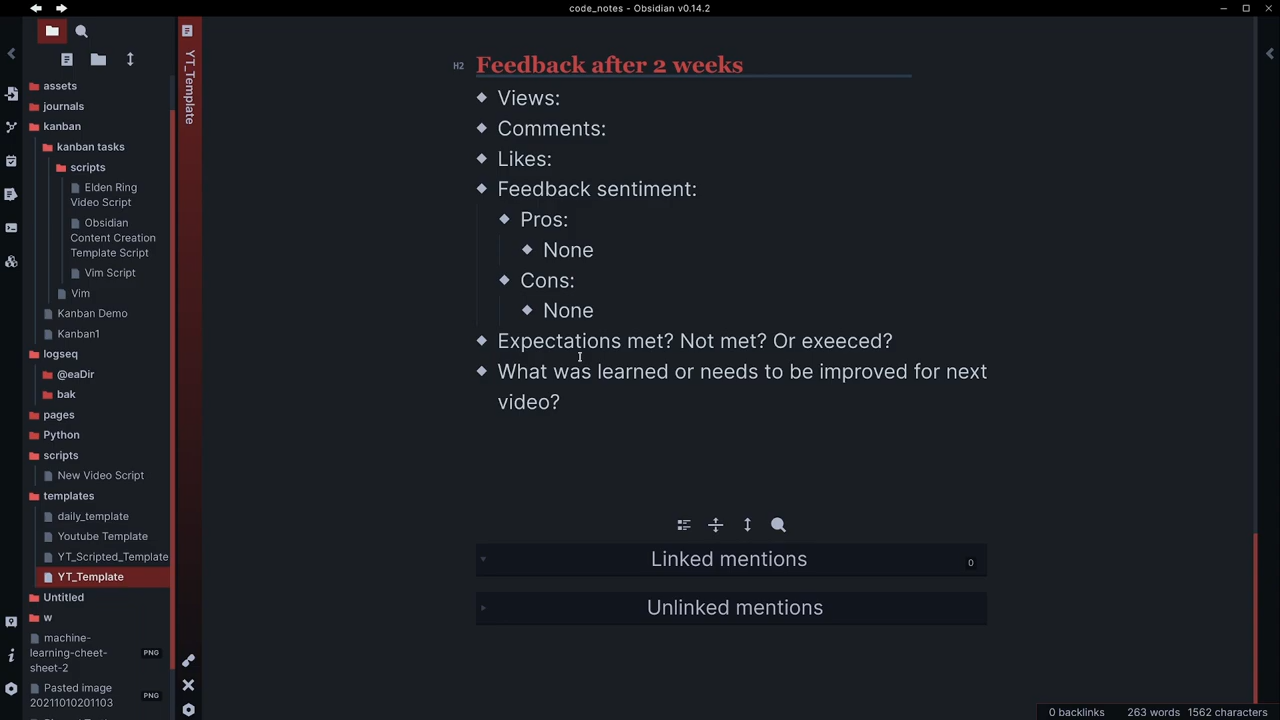 code_notes - Obsidian v0.14.2
assets
journals
kanban
kanban tasks
scripts
Elden Ring
Video Script
Obsidian
Content Creation
Template Script
Vim Script
Vim
Kanban Demo
Kanban1
logseq
@eaDir
bak
pages
Python
scripts
New Video Script
templates
daily_template
Youtube Template
YT_Scripted_Template
YT_Template
Untitled
w
machine-
learning-cheet-
sheet-2
PNG
Pasted image
20211010201103
PNG
YT_Template
H2 Feedback after 2 weeks
Views:
Comments:
Likes:
Feedback sentiment:
Pros:
None
Cons:
None
Expectations met? Not met? Or exeeced?
What was learned or needs to be improved for next
video?
Linked mentions
0
Unlinked mentions
0 backlinks 263 words 1562 characters